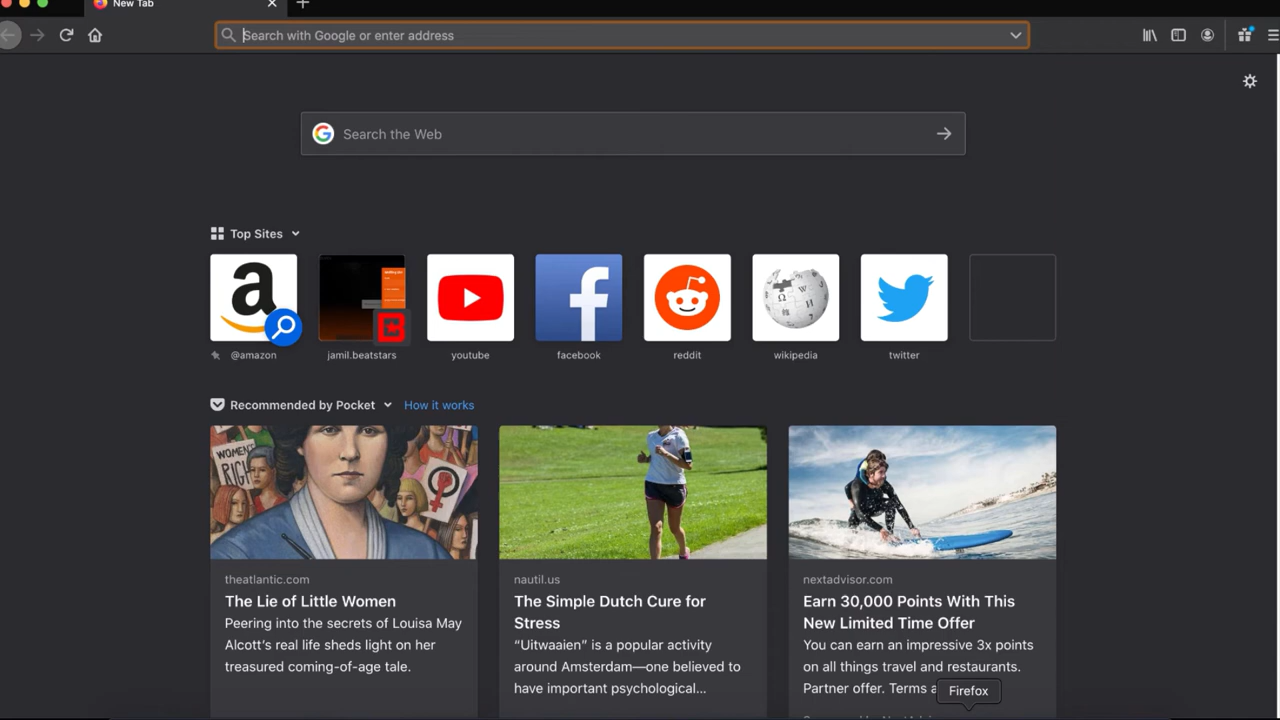 New Tab
Search with Google or enter address
Search the Web
Top Sites
@amazon
jamil.beatstars
youtube
facebook
reddit
wikipedia
twitter
Recommended by Pocket
How it works
WOMEN'S
RIGH
theatlantic.com
The Lie of Little Women
Peering into the secrets of Louisa May
Alcott's real life sheds light on her
treasured coming-of-age tale.
nautil.us
The Simple Dutch Cure for
Stress
“Uitwaaien” is a popular activity
around Amsterdam—one believed to
have important psychological...
nextadvisor.com
Earn 30,000 Points With This
New Limited Time Offer
You can earn an impressive 3x points
on all things travel and restaurants.
Partner offer. Terms a
Firefox